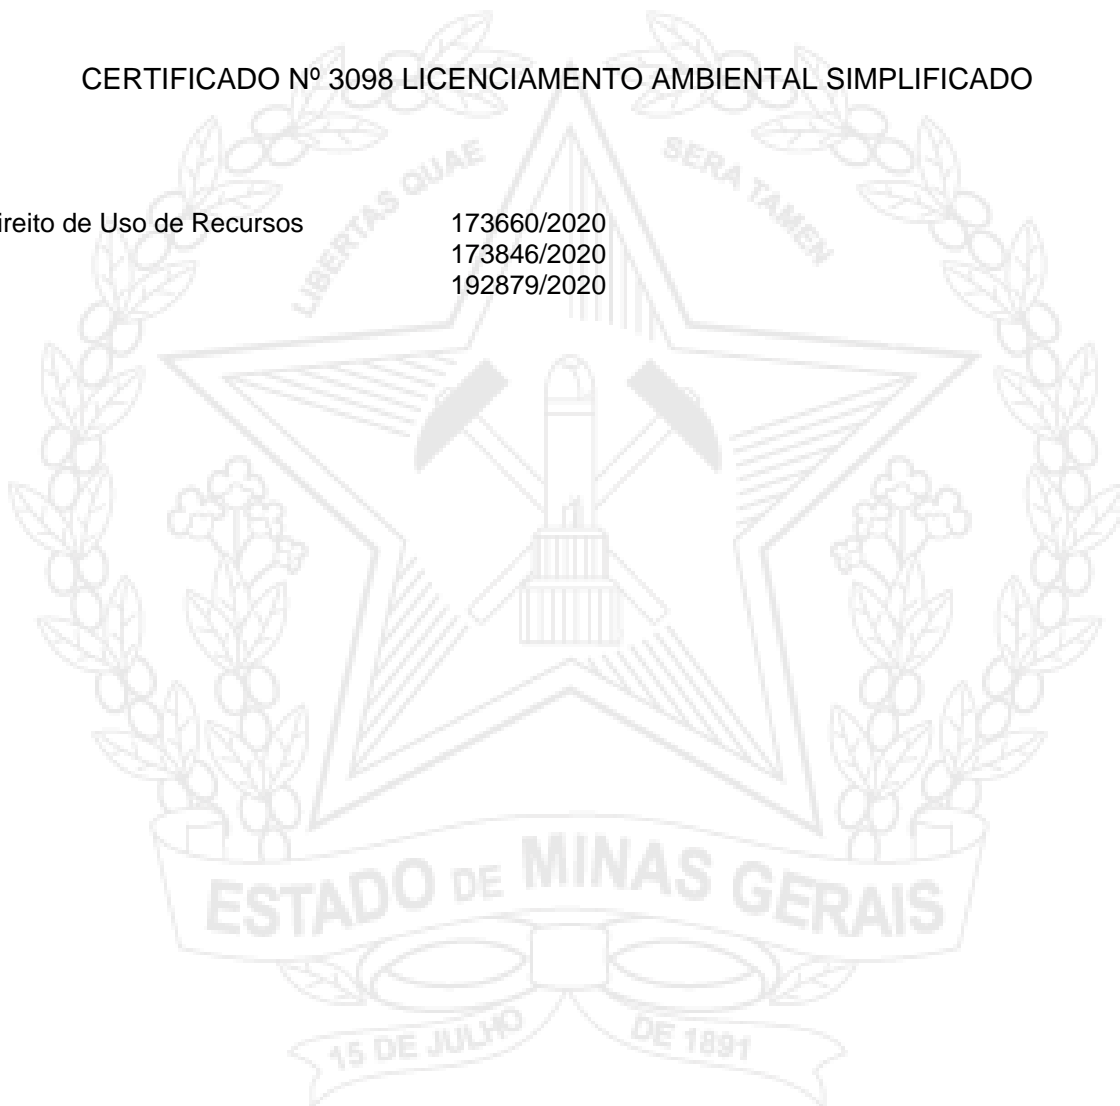 CERTIFICADO Nº 3098 LICENCIAMENTO AMBIENTAL SIMPLIFICADO
LIBERTAS QUAE SERA TAMEN
ireito de Uso de Recursos 173660/2020
173846/2020
192879/2020
ESTADO DE MINAS GERAIS
15 DE JULHO DE 1891